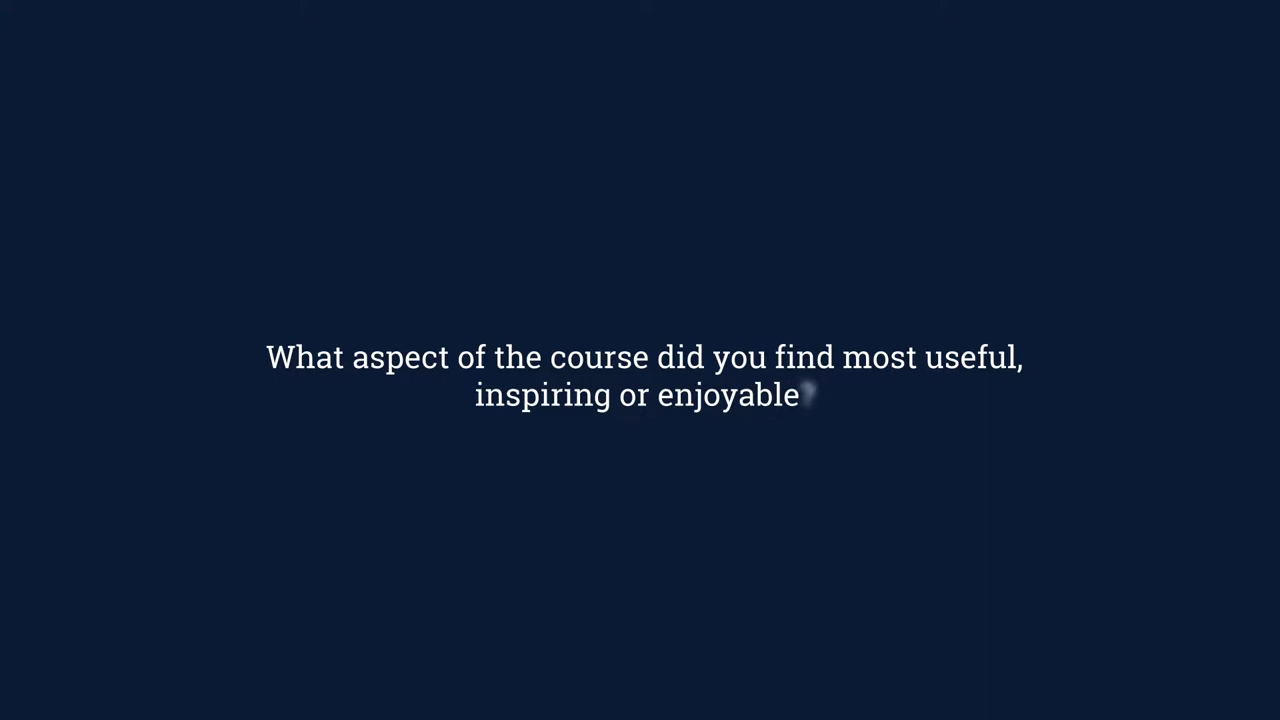 What aspect of the course did you find most useful,
inspiring or enjoyable?